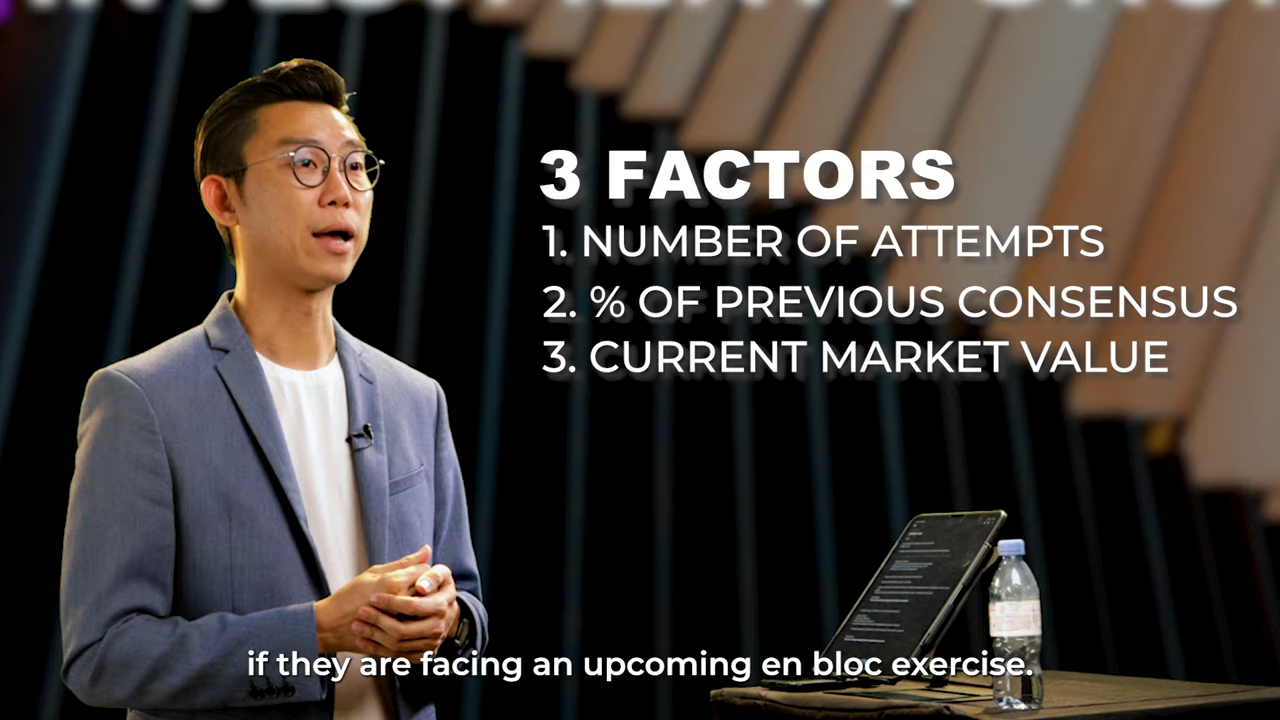 3 FACTORS
1. NUMBER OF ATTEMPTS
2. % OF PREVIOUS CONSENSUS
3. CURRENT MARKET VALUE
if they are facing an upcoming en bloc exercise.